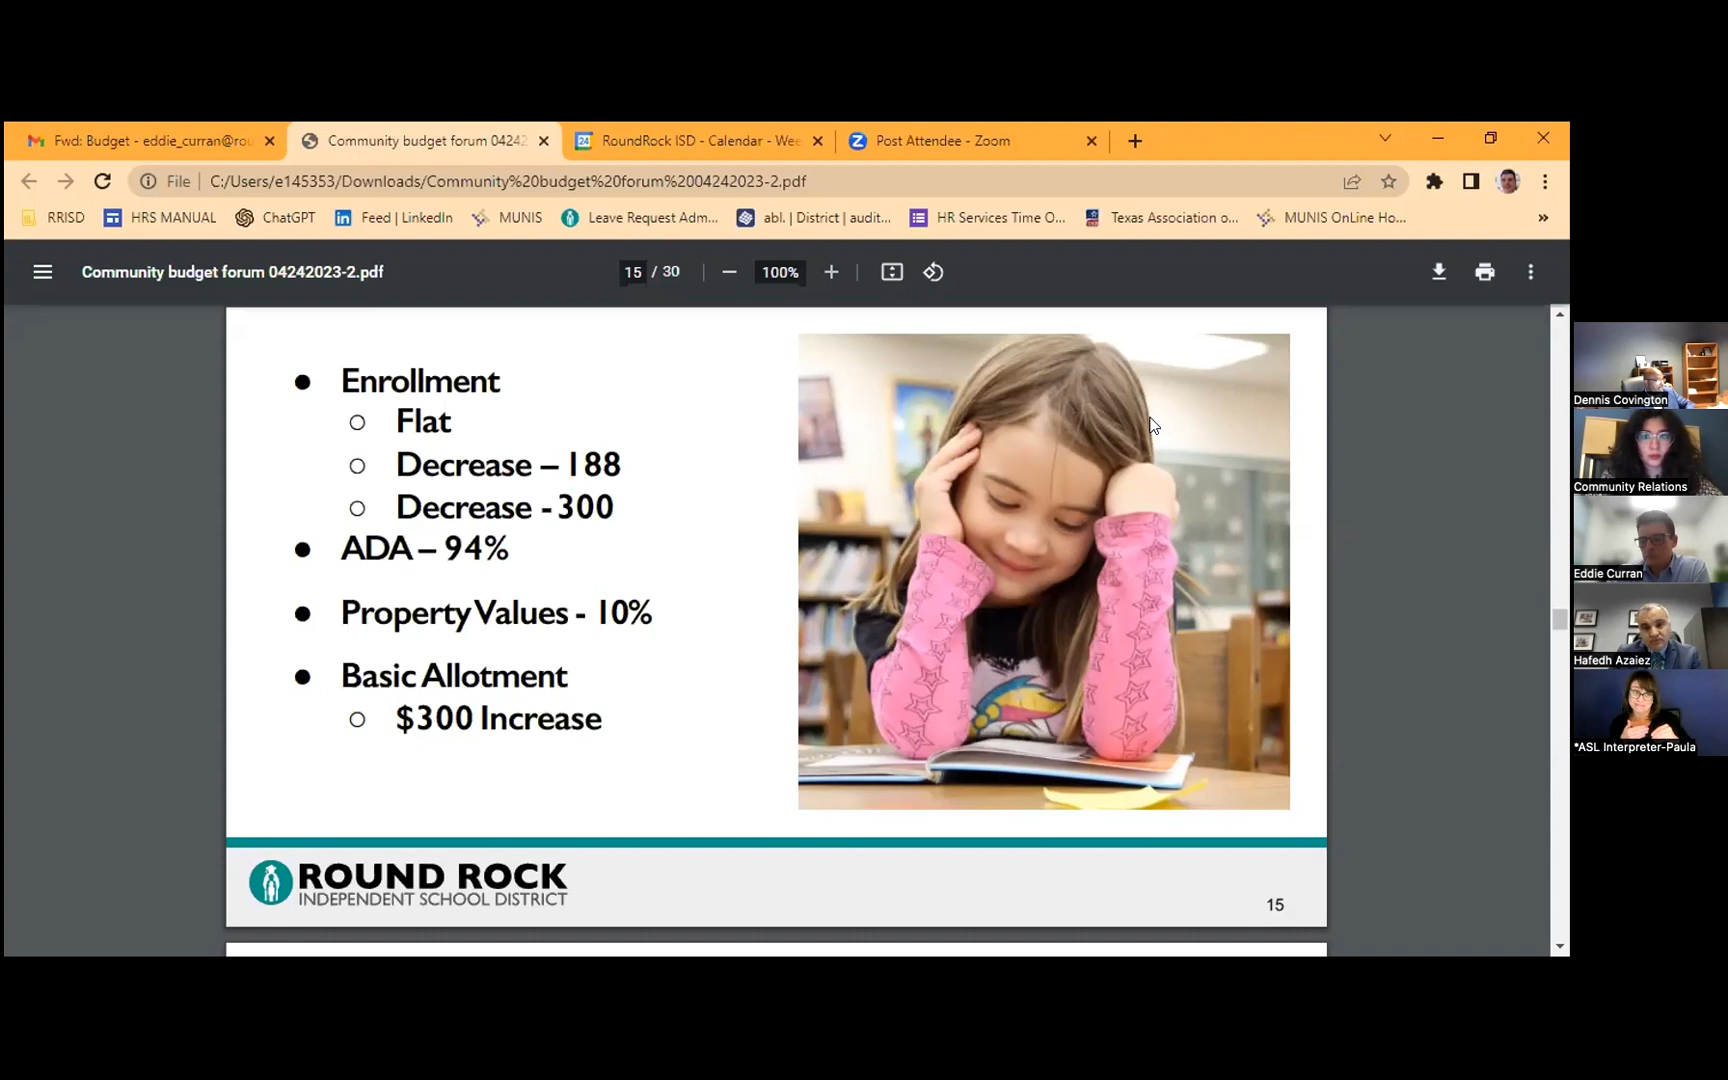 Fwd: Budget - eddie_curran@rou
Community budget forum 04242
RoundRock ISD - Calendar - Wee
Post Attendee - Zoom
File
C:/Users/e145353/Downloads/Community%20budget%20forum%2004242023-2.pdf
RRISD
HRS MANUAL
ChatGPT
Feed | LinkedIn
MUNIS
Leave Request Adm...
abl. | District | audit...
HR Services Time O...
Texas Association o...
MUNIS OnLine Ho...
»
Community budget forum 04242023-2.pdf
15 / 30
100%
• Enrollment
○ Flat
○ Decrease – 188
○ Decrease - 300
• ADA – 94%
• Property Values - 10%
• Basic Allotment
○ $300 Increase
ROUND ROCK
INDEPENDENT SCHOOL DISTRICT
15
Dennis Covington
Community Relations
Eddie Curran
Hafedh Azaiez
*ASL Interpreter-Paula